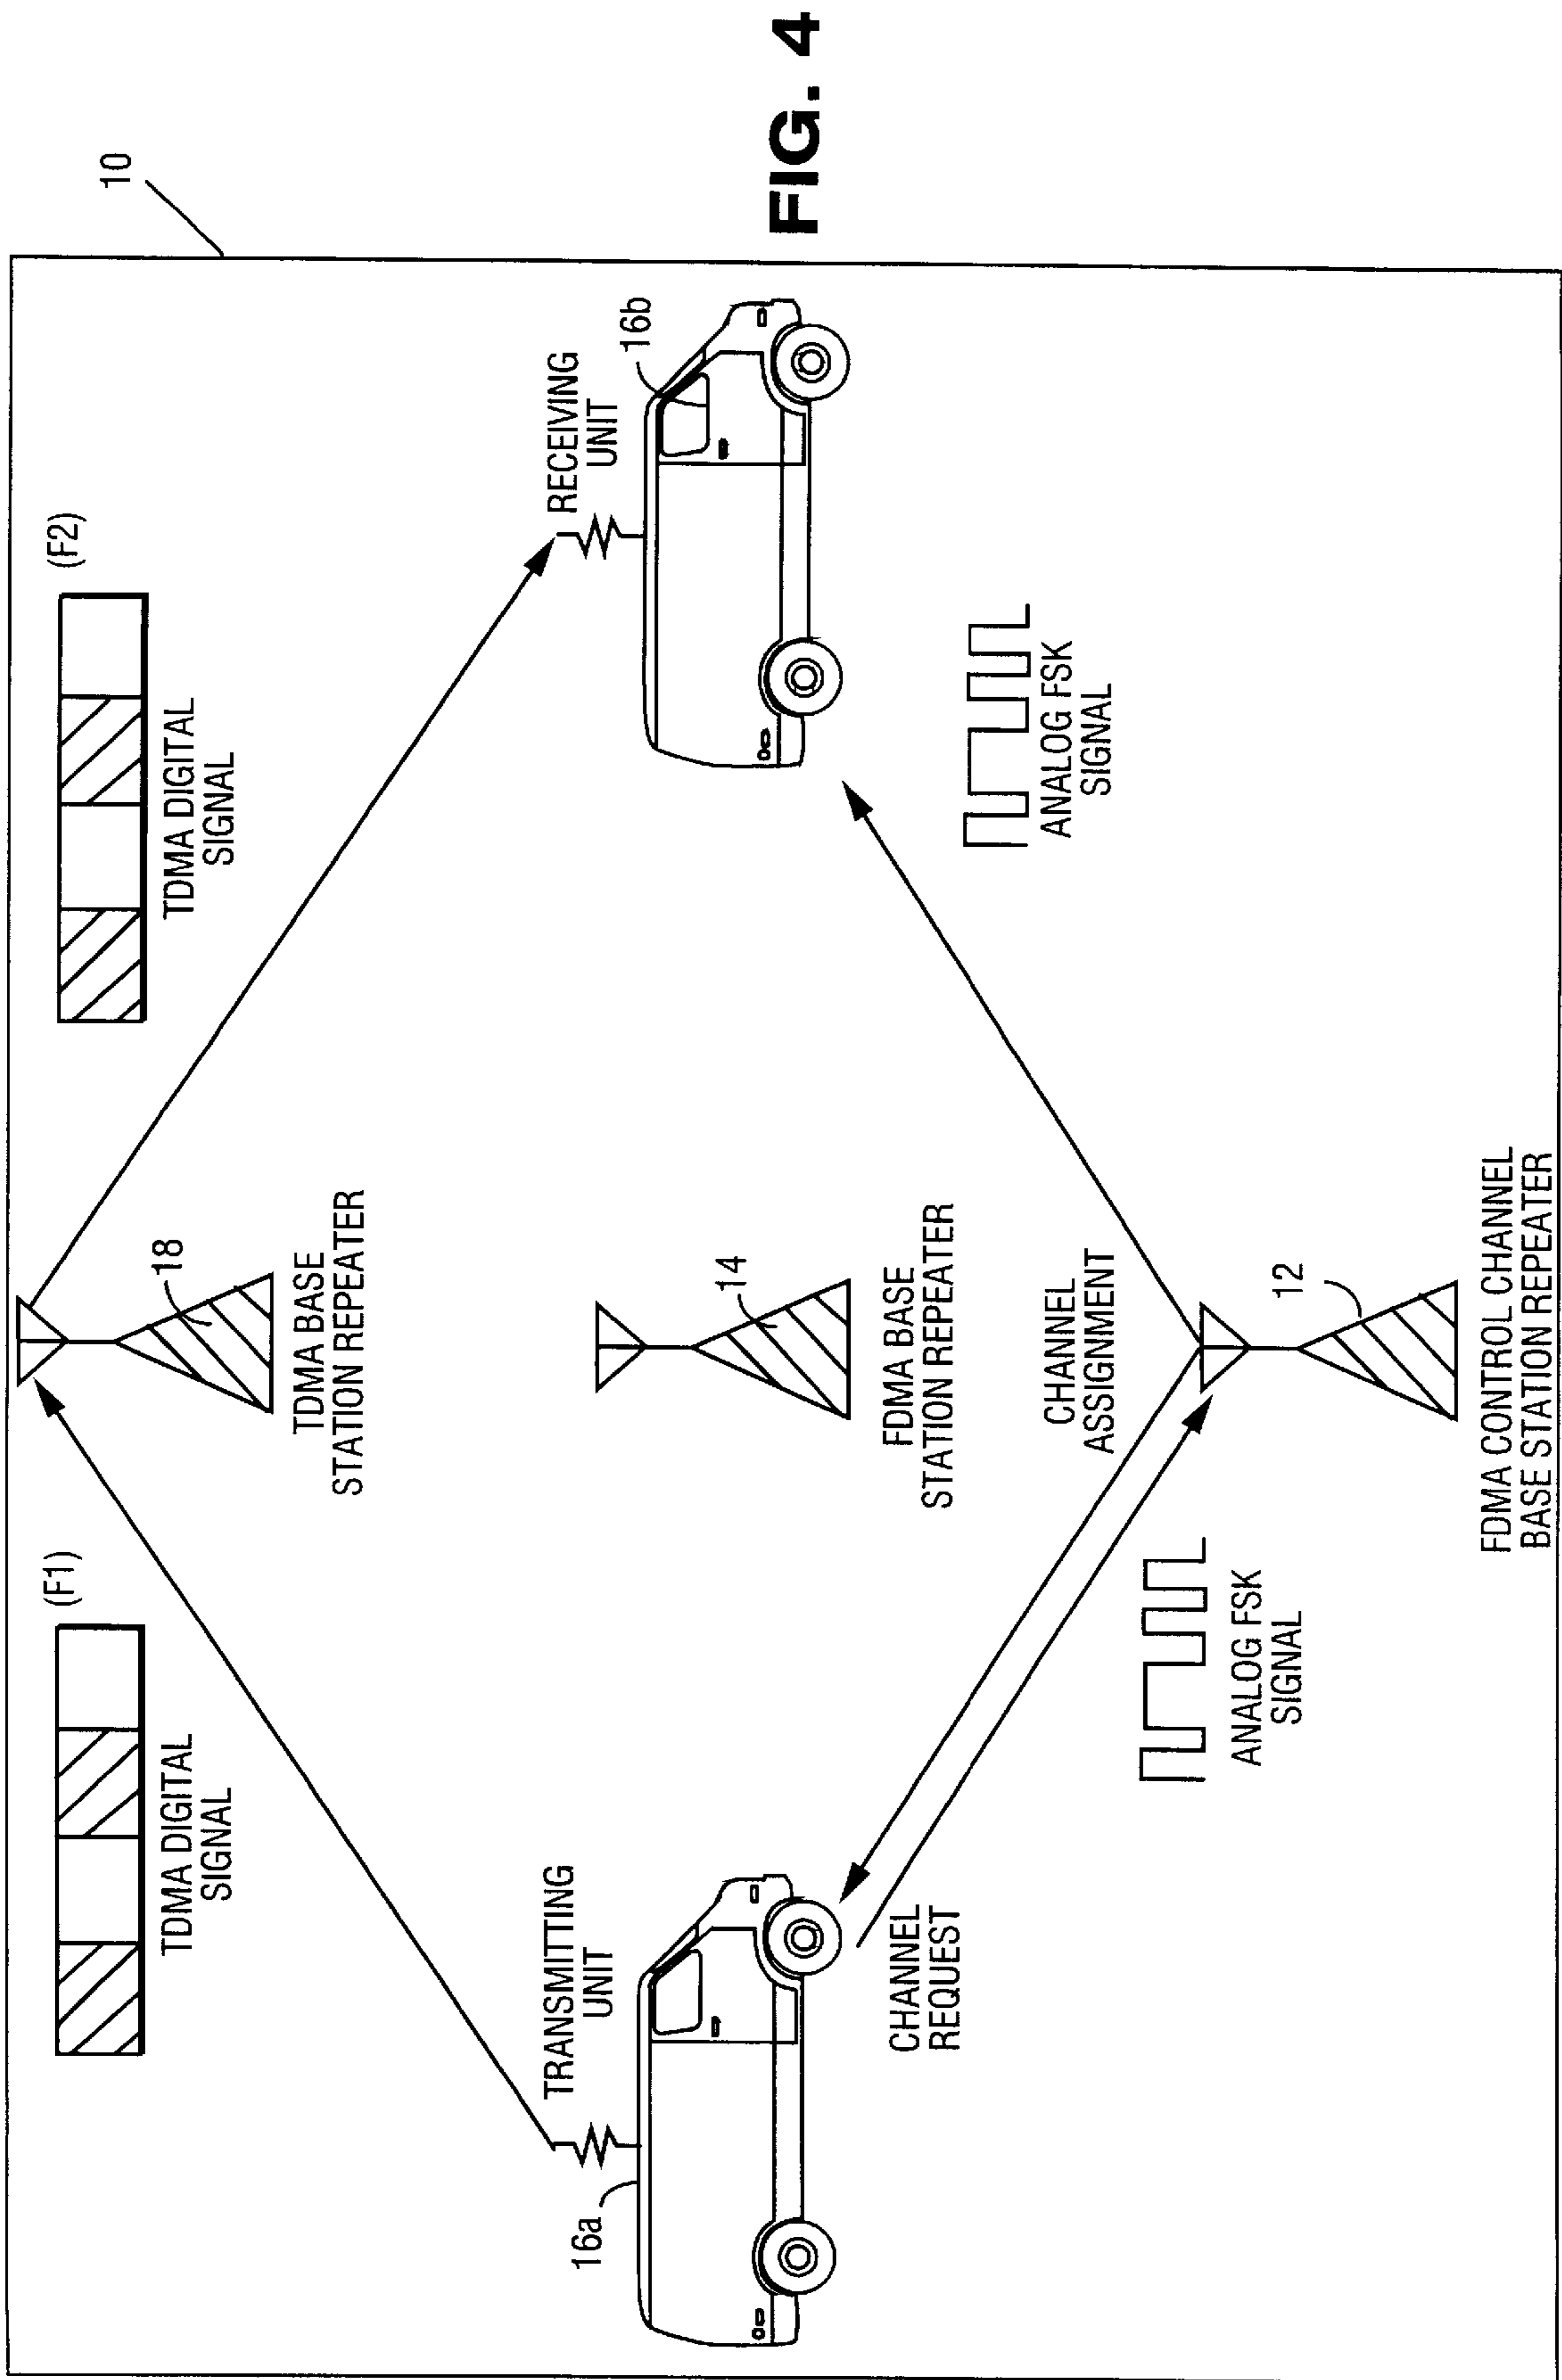 10
(F1)
(F2)
TDMA DIGITAL
SIGNAL
TDMA DIGITAL
SIGNAL
18
TDMA BASE
STATION REPEATER
TRANSMITTING
UNIT
16a
RECEIVING
UNIT
16b
14
FDMA BASE
STATION REPEATER
CHANNEL
REQUEST
CHANNEL
ASSIGNMENT
ANALOG FSK
SIGNAL
ANALOG FSK
SIGNAL
12
FDMA CONTROL CHANNEL
BASE STATION REPEATER
FIG. 4